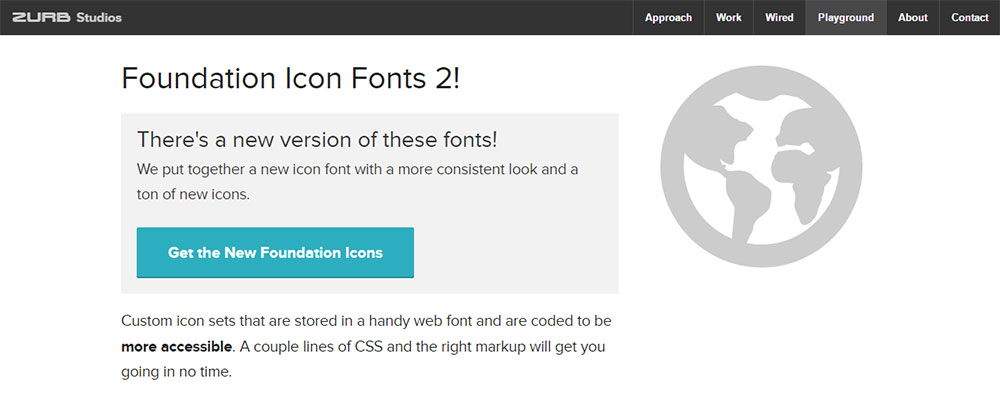 ZURB Studios
Approach Work Wired Playground About Contact
Foundation Icon Fonts 2!
There's a new version of these fonts!
We put together a new icon font with a more consistent look and a
ton of new icons.
Get the New Foundation Icons
Custom icon sets that are stored in a handy web font and are coded to be
more accessible. A couple lines of CSS and the right markup will get you
going in no time.